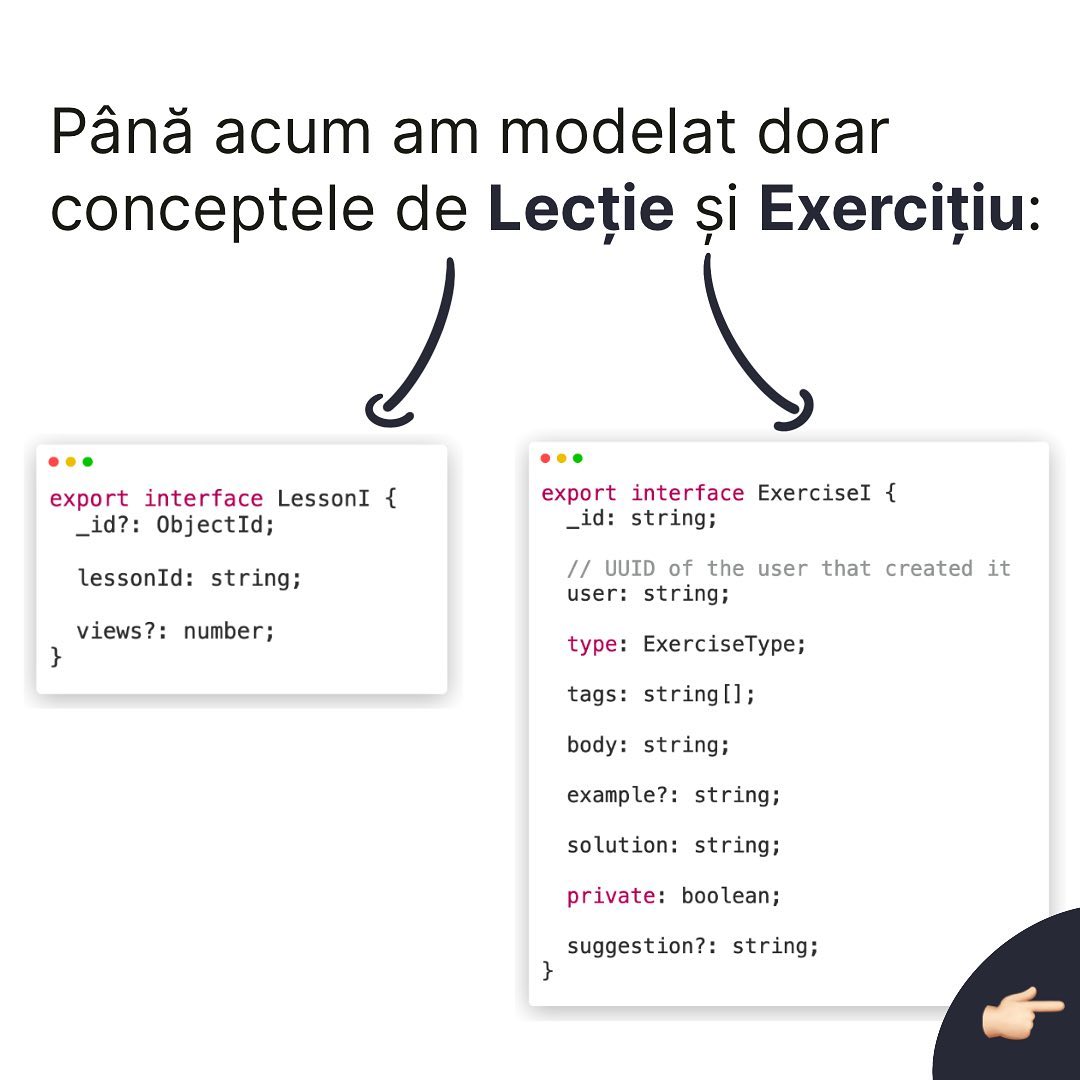 Până acum am modelat doar
conceptele de Lecție și Exercițiu:
export interface LessonI {
_id?: ObjectId;
lessonId: string;
views?: number;
}
export interface ExerciseI {
_id: string;
// UUID of the user that created it
user: string;
type: ExerciseType;
tags: string[];
body: string;
example?: string;
solution: string;
private: boolean;
suggestion?: string;
}